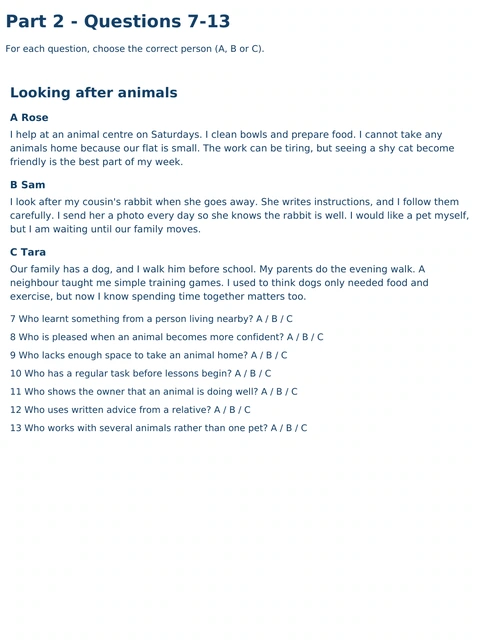 Part 2 - Questions 7-13
For each question, choose the correct person (A, B or C).
Looking after animals
A Rose
I help at an animal centre on Saturdays. I clean bowls and prepare food. I cannot take any
animals home because our flat is small. The work can be tiring, but seeing a shy cat become
friendly is the best part of my week.
B Sam
I look after my cousin's rabbit when she goes away. She writes instructions, and I follow them
carefully. I send her a photo every day so she knows the rabbit is well. I would like a pet myself,
but I am waiting until our family moves.
C Tara
Our family has a dog, and I walk him before school. My parents do the evening walk. A
neighbour taught me simple training games. I used to think dogs only needed food and
exercise, but now I know spending time together matters too.
7 Who learnt something from a person living nearby? A / B / C
8 Who is pleased when an animal becomes more confident? A / B / C
9 Who lacks enough space to take an animal home? A / B / C
10 Who has a regular task before lessons begin? A / B / C
11 Who shows the owner that an animal is doing well? A / B / C
12 Who uses written advice from a relative? A / B / C
13 Who works with several animals rather than one pet? A / B / C